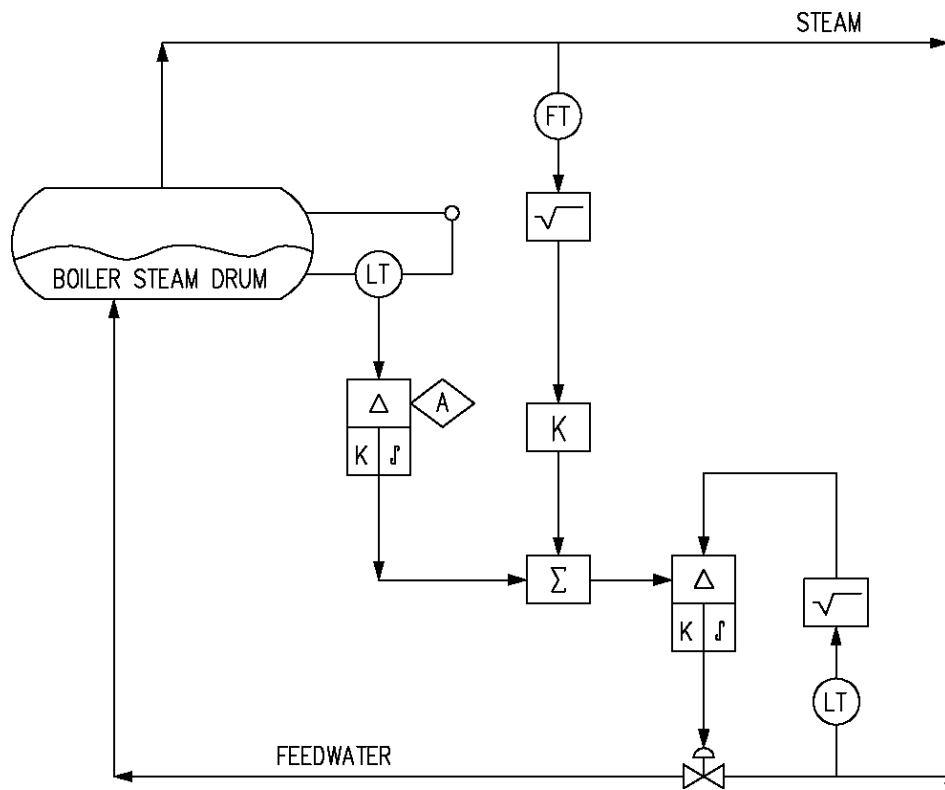 STEAM
FT
√
BOILER STEAM DRUM
LT
Δ
A
K
K ∫
Σ
Δ
K ∫
√
LT
FEEDWATER